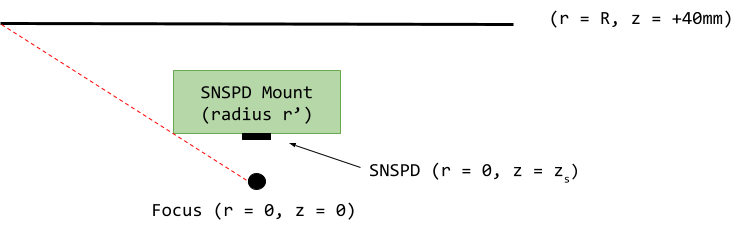 (r = R, z = +40mm)
SNSPD Mount
(radius r’)
SNSPD (r = 0, z = zₛ)
Focus (r = 0, z = 0)